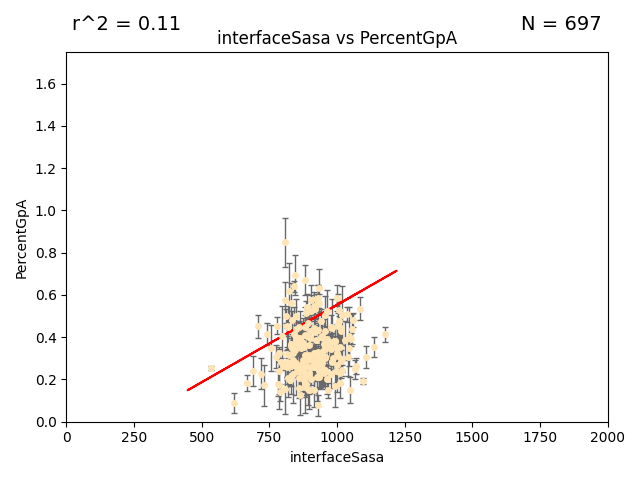 r^2 = 0.11
N = 697
interfaceSasa vs PercentGpA
1.6
1.4
1.2
1.0
0.8
0.6
0.4
0.2
0.0
PercentGpA
0 250 500 750 1000 1250 1500 1750 2000
interfaceSasa